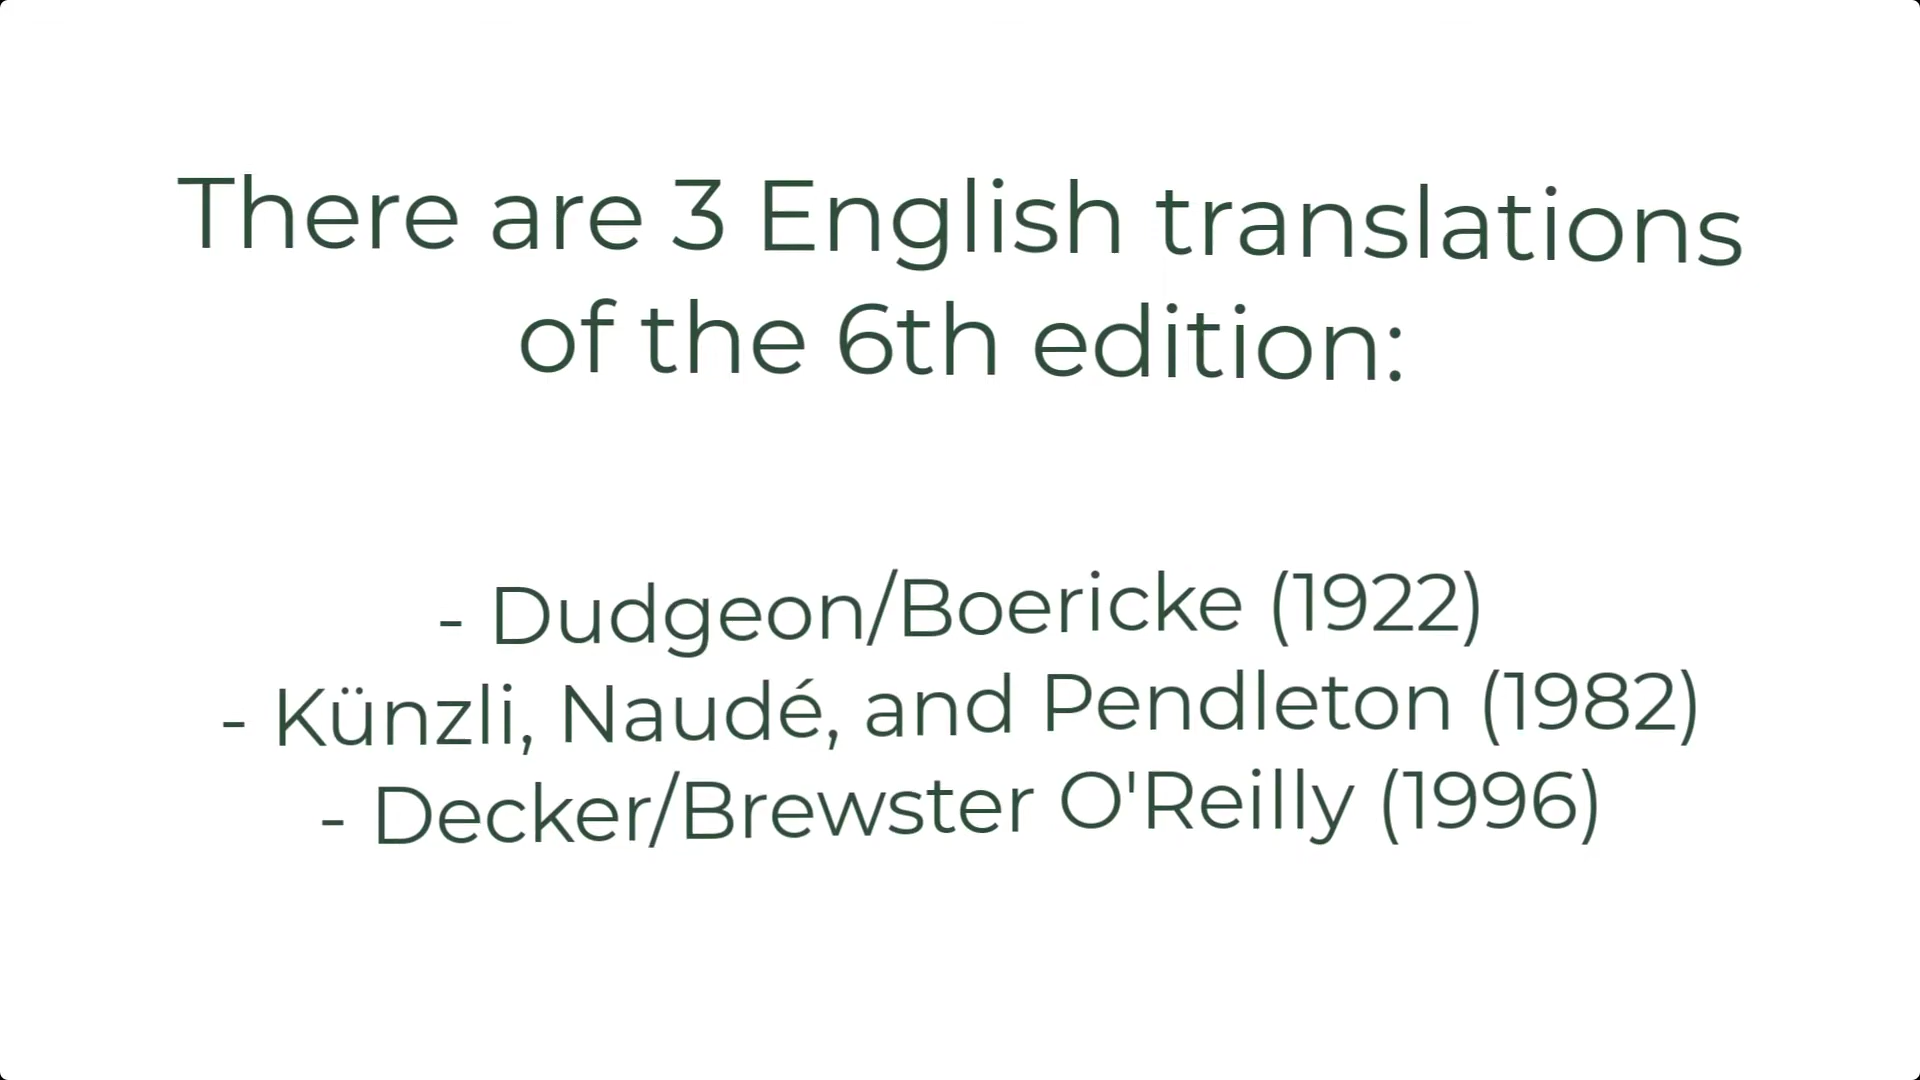 There are 3 English translations
of the 6th edition:
- Dudgeon/Boericke (1922)
- Künzli, Naudé, and Pendleton (1982)
- Decker/Brewster O'Reilly (1996)